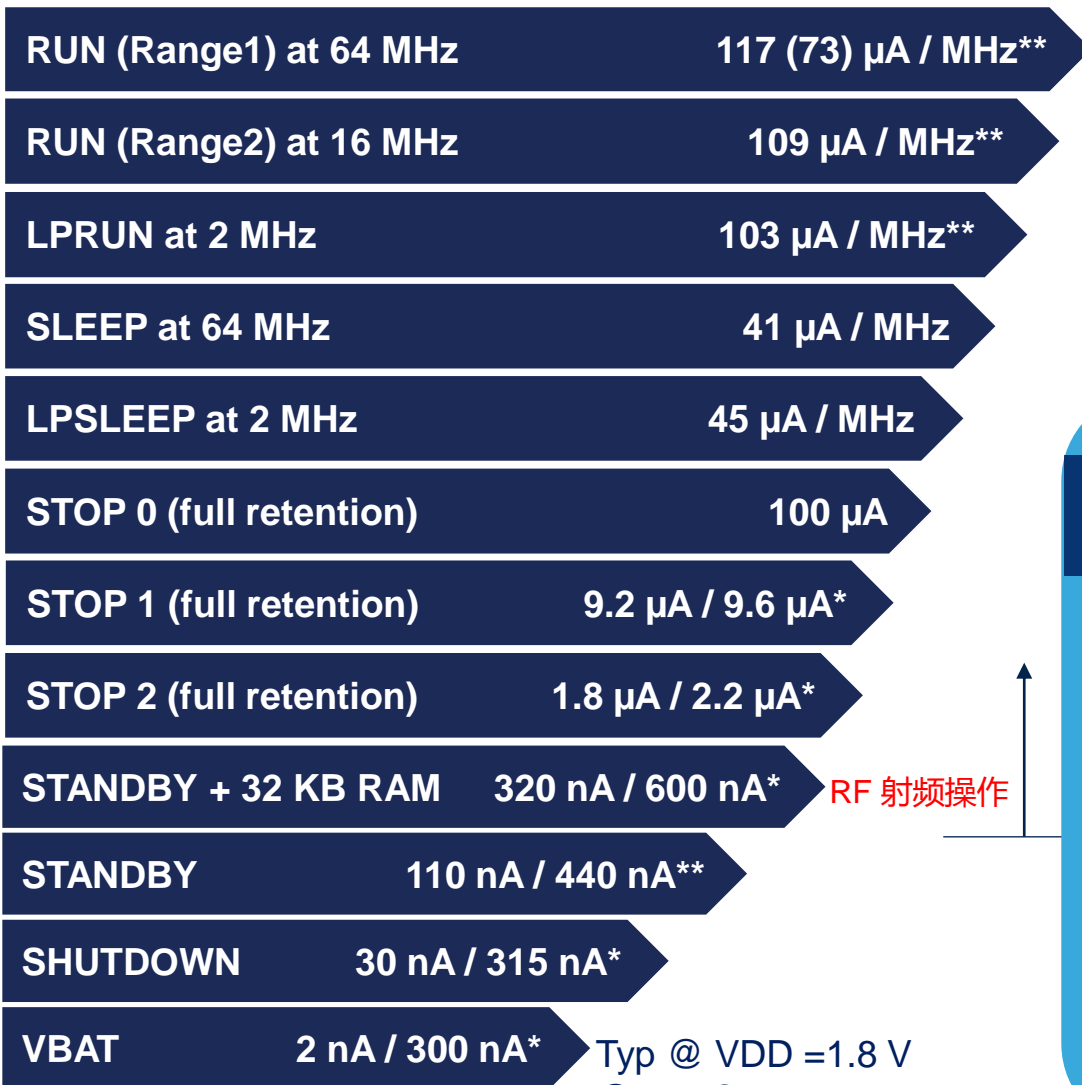 RUN (Range1) at 64 MHz 117 (73) µA / MHz**
RUN (Range2) at 16 MHz 109 µA / MHz**
LPRUN at 2 MHz 103 µA / MHz**
SLEEP at 64 MHz 41 µA / MHz
LPSLEEP at 2 MHz 45 µA / MHz
STOP 0 (full retention) 100 µA
STOP 1 (full retention) 9.2 µA / 9.6 µA*
STOP 2 (full retention) 1.8 µA / 2.2 µA*
STANDBY + 32 KB RAM 320 nA / 600 nA*
RF 射频操作
STANDBY 110 nA / 440 nA**
SHUTDOWN 30 nA / 315 nA*
VBAT 2 nA / 300 nA*
Typ @ VDD =1.8 V